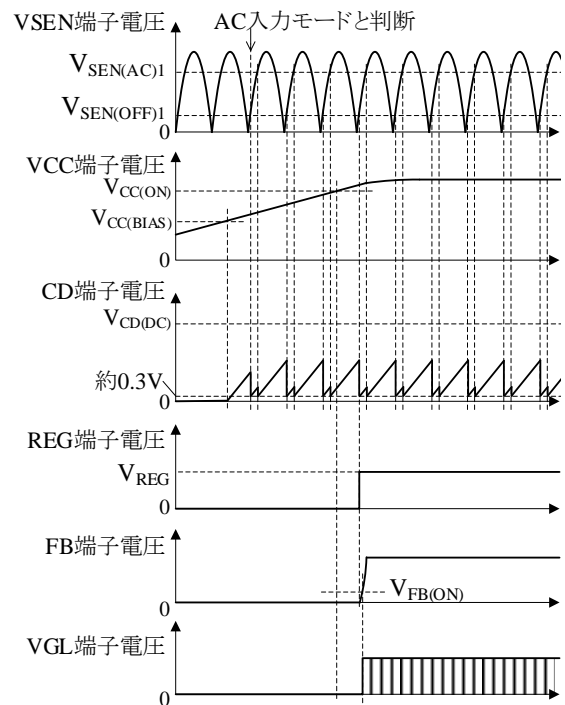 VSEN端子電圧
AC入力モードと判断
VSEN(AC)1
VSEN(OFF)1
0
VCC端子電圧
VCC(ON)
VCC(BIAS)
0
CD端子電圧
VCD(DC)
約0.3V
0
REG端子電圧
VREG
0
FB端子電圧
VFB(ON)
0
VGL端子電圧
0